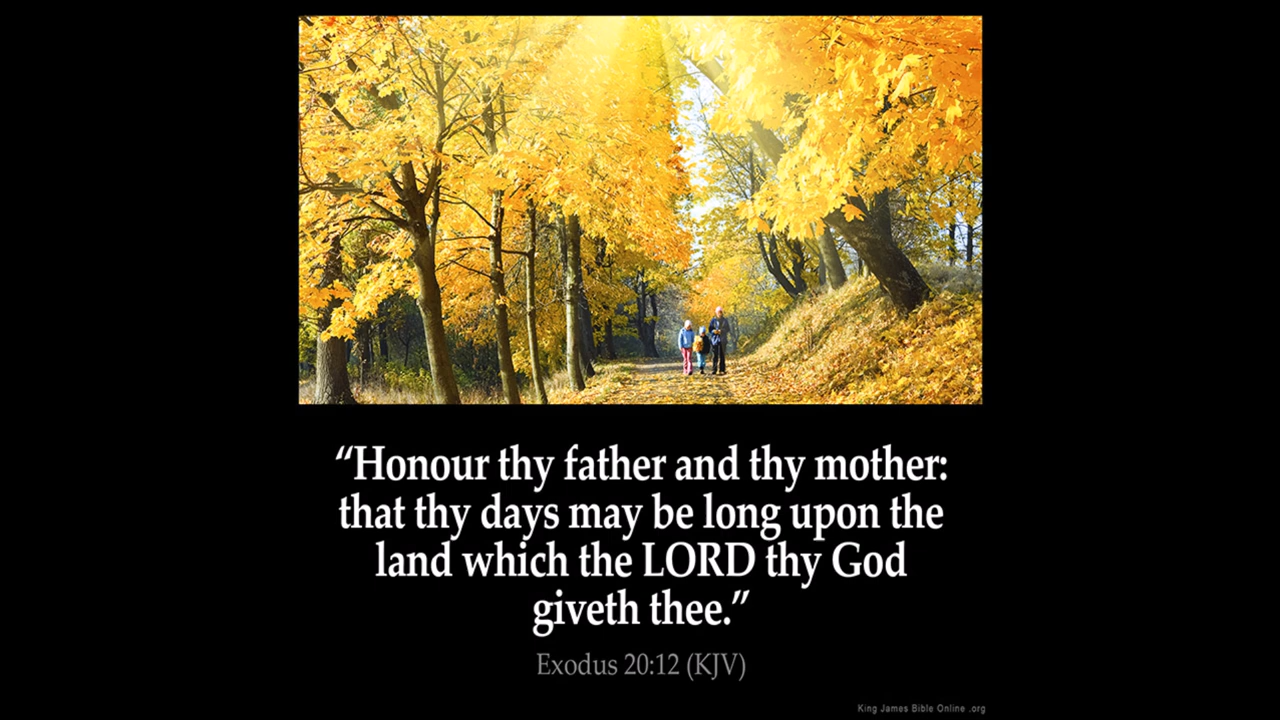 “Honour thy father and thy mother:
that thy days may be long upon the
land which the LORD thy God
giveth thee.”
Exodus 20:12 (KJV)
King James Bible Online .org